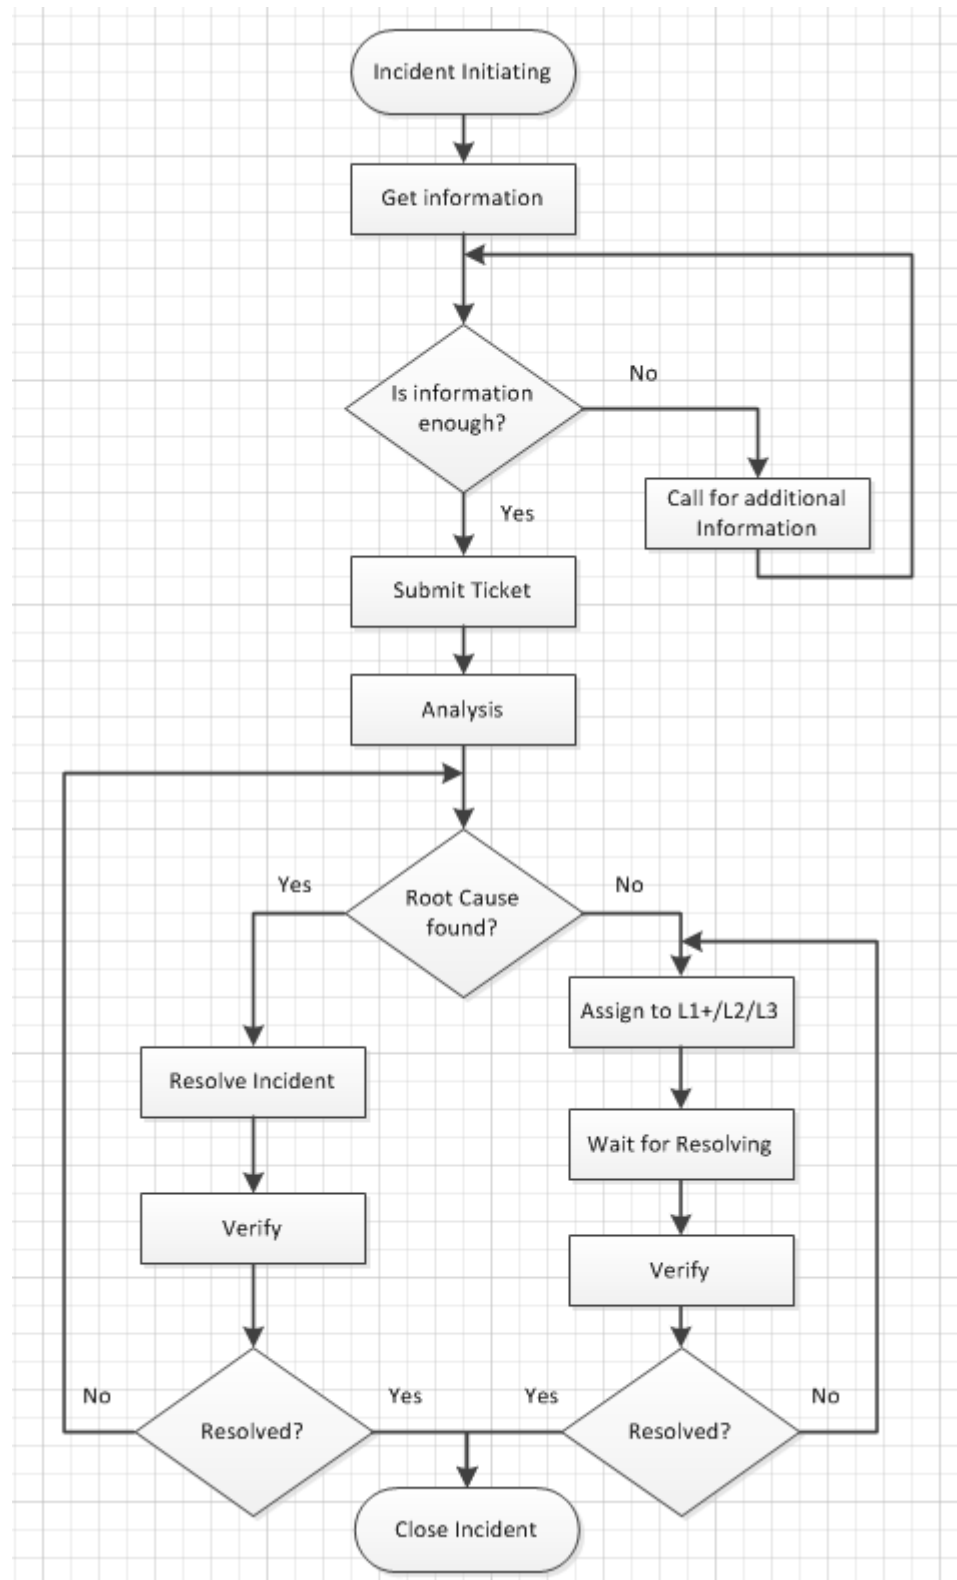 Incident Initiating
Get information
Is information
enough?
No
Call for additional
Information
Yes
Submit Ticket
Analysis
Root Cause
found?
Yes
No
Assign to L1+/L2/L3
Resolve Incident
Wait for Resolving
Verify
Verify
No
Resolved?
Yes
Yes
Resolved?
No
Close Incident